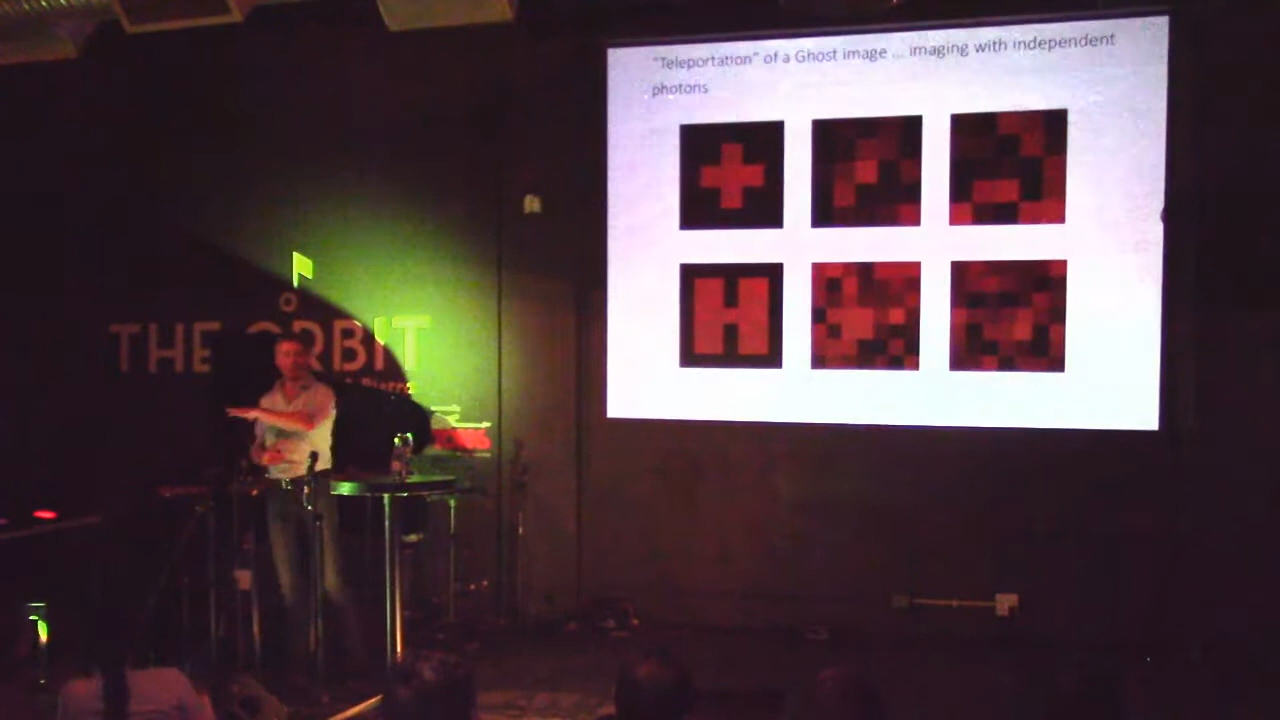 "Teleportation" of a Ghost image ... imaging with independent
photons
H
THE ORBIT